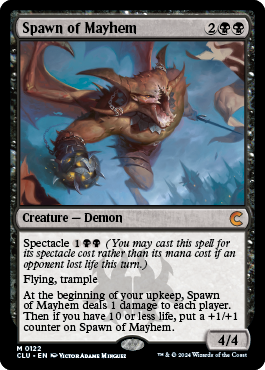 Spawn of Mayhem 2
Creature — Demon
Spectacle 1 (You may cast this spell for
its spectacle cost rather than its mana cost if an
opponent lost life this turn.)
Flying, trample
At the beginning of your upkeep, Spawn
of Mayhem deals 1 damage to each player.
Then if you have 10 or less life, put a +1/+1
counter on Spawn of Mayhem.
4/4
M 0122
CLU • EN Victor Adame Minguez
™ & © 2024 Wizards of the Coast